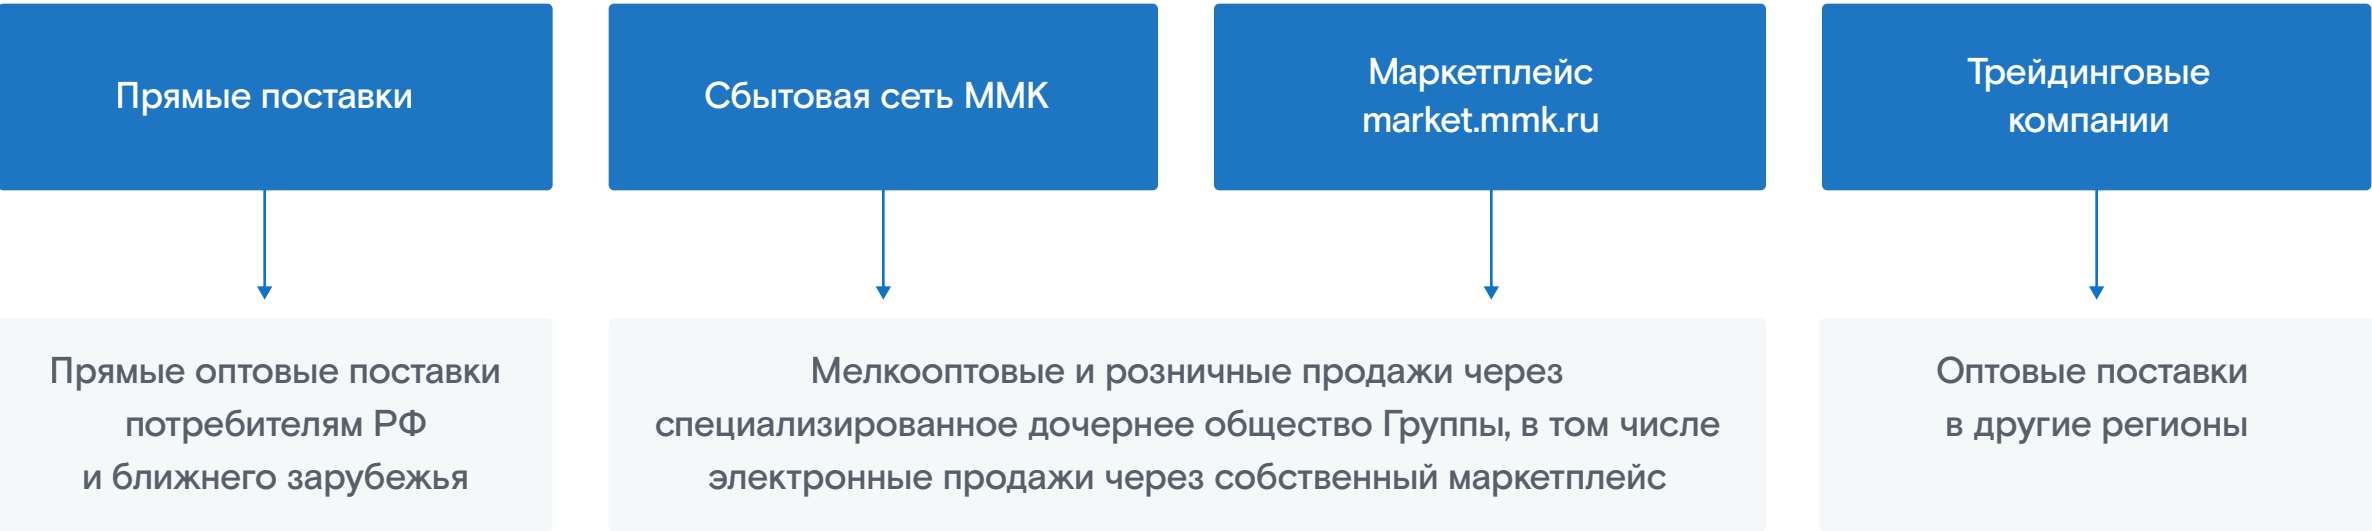 Прямые поставки
Сбытовая сеть ММК
Маркетплейс
market.mmk.ru
Трейдинговые
компании
Прямые оптовые поставки
потребителям РФ
и ближнего зарубежья
Мелкооптовые и розничные продажи через
специализированное дочернее общество Группы, в том числе
электронные продажи через собственный маркетплейс
Оптовые поставки
в другие регионы